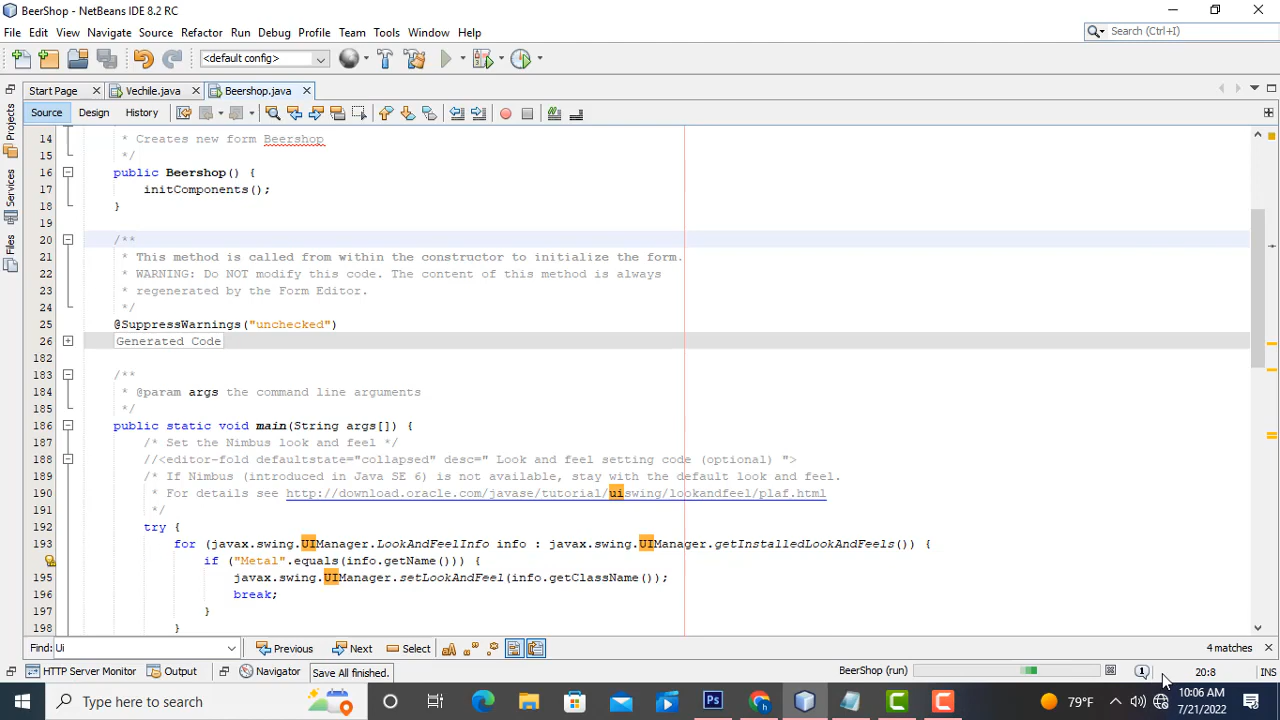 BeerShop - NetBeans IDE 8.2 RC
File Edit View Navigate Source Refactor Run Debug Profile Team Tools Window Help
Search (Ctrl+I)
<default config>
Start Page Vechile.java Beershop.java
Source Design History
Projects
Services
Files
14 * Creates new form Beershop
15 */
16 public Beershop() {
17 initComponents();
18 }
19
20 /**
21 * This method is called from within the constructor to initialize the form.
22 * WARNING: Do NOT modify this code. The content of this method is always
23 * regenerated by the Form Editor.
24 */
25 @SuppressWarnings("unchecked")
26 Generated Code
182
183 /**
184 * @param args the command line arguments
185 */
186 public static void main(String args[]) {
187 /* Set the Nimbus look and feel */
188 //<editor-fold defaultstate="collapsed" desc=" Look and feel setting code (optional) ">
189 /* If Nimbus (introduced in Java SE 6) is not available, stay with the default look and feel.
190 * For details see http://download.oracle.com/javase/tutorial/uiswing/lookandfeel/plaf.html
191 */
192 try {
193 for (javax.swing.UIManager.LookAndFeelInfo info : javax.swing.UIManager.getInstalledLookAndFeels()) {
if ("Metal".equals(info.getName())) {
195 javax.swing.UIManager.setLookAndFeel(info.getClassName());
196 break;
197 }
198 }
Find: Ui Previous Next Select 4 matches
HTTP Server Monitor Output Navigator Save All finished. BeerShop (run) 1 20:8 INS
Type here to search 79°F 10:06 AM
7/21/2022